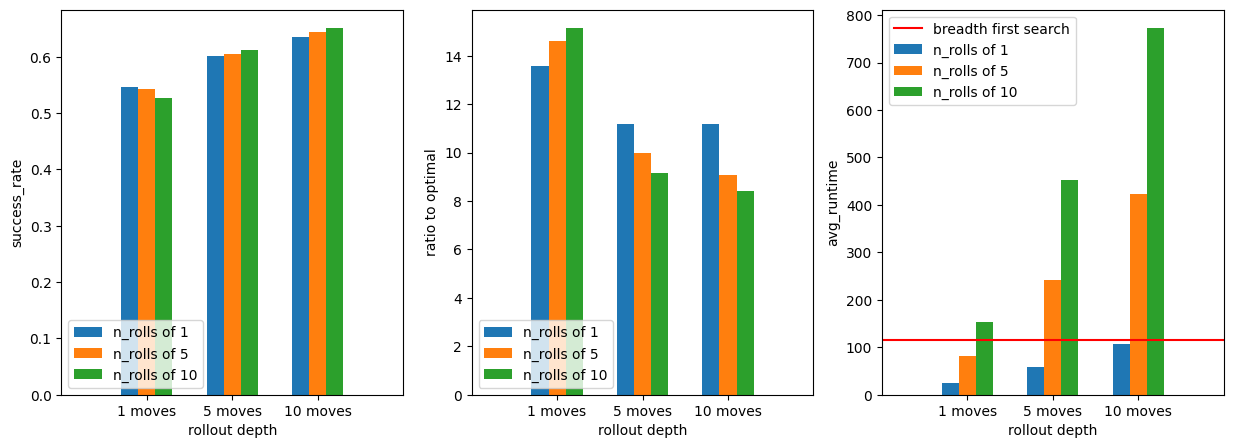 success_rate
0.6
0.5
0.4
0.3
0.2
0.1
0.0
n_rolls of 1
n_rolls of 5
n_rolls of 10
1 moves 5 moves 10 moves
rollout depth
ratio to optimal
14
12
10
8
6
4
2
0
n_rolls of 1
n_rolls of 5
n_rolls of 10
1 moves 5 moves 10 moves
rollout depth
avg_runtime
800
700
600
500
400
300
200
100
0
breadth first search
n_rolls of 1
n_rolls of 5
n_rolls of 10
1 moves 5 moves 10 moves
rollout depth